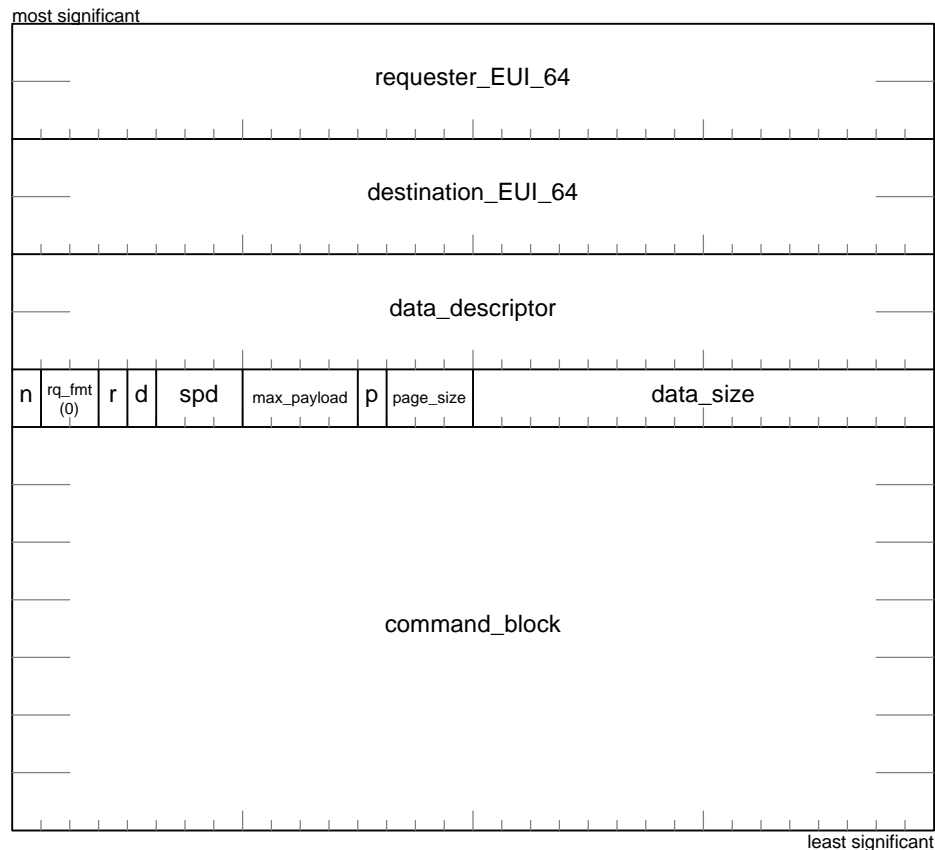 most significant
requester_EUI_64
destination_EUI_64
data_descriptor
n rq_fmt (0) r d spd max_payload p page_size data_size
command_block
least significant